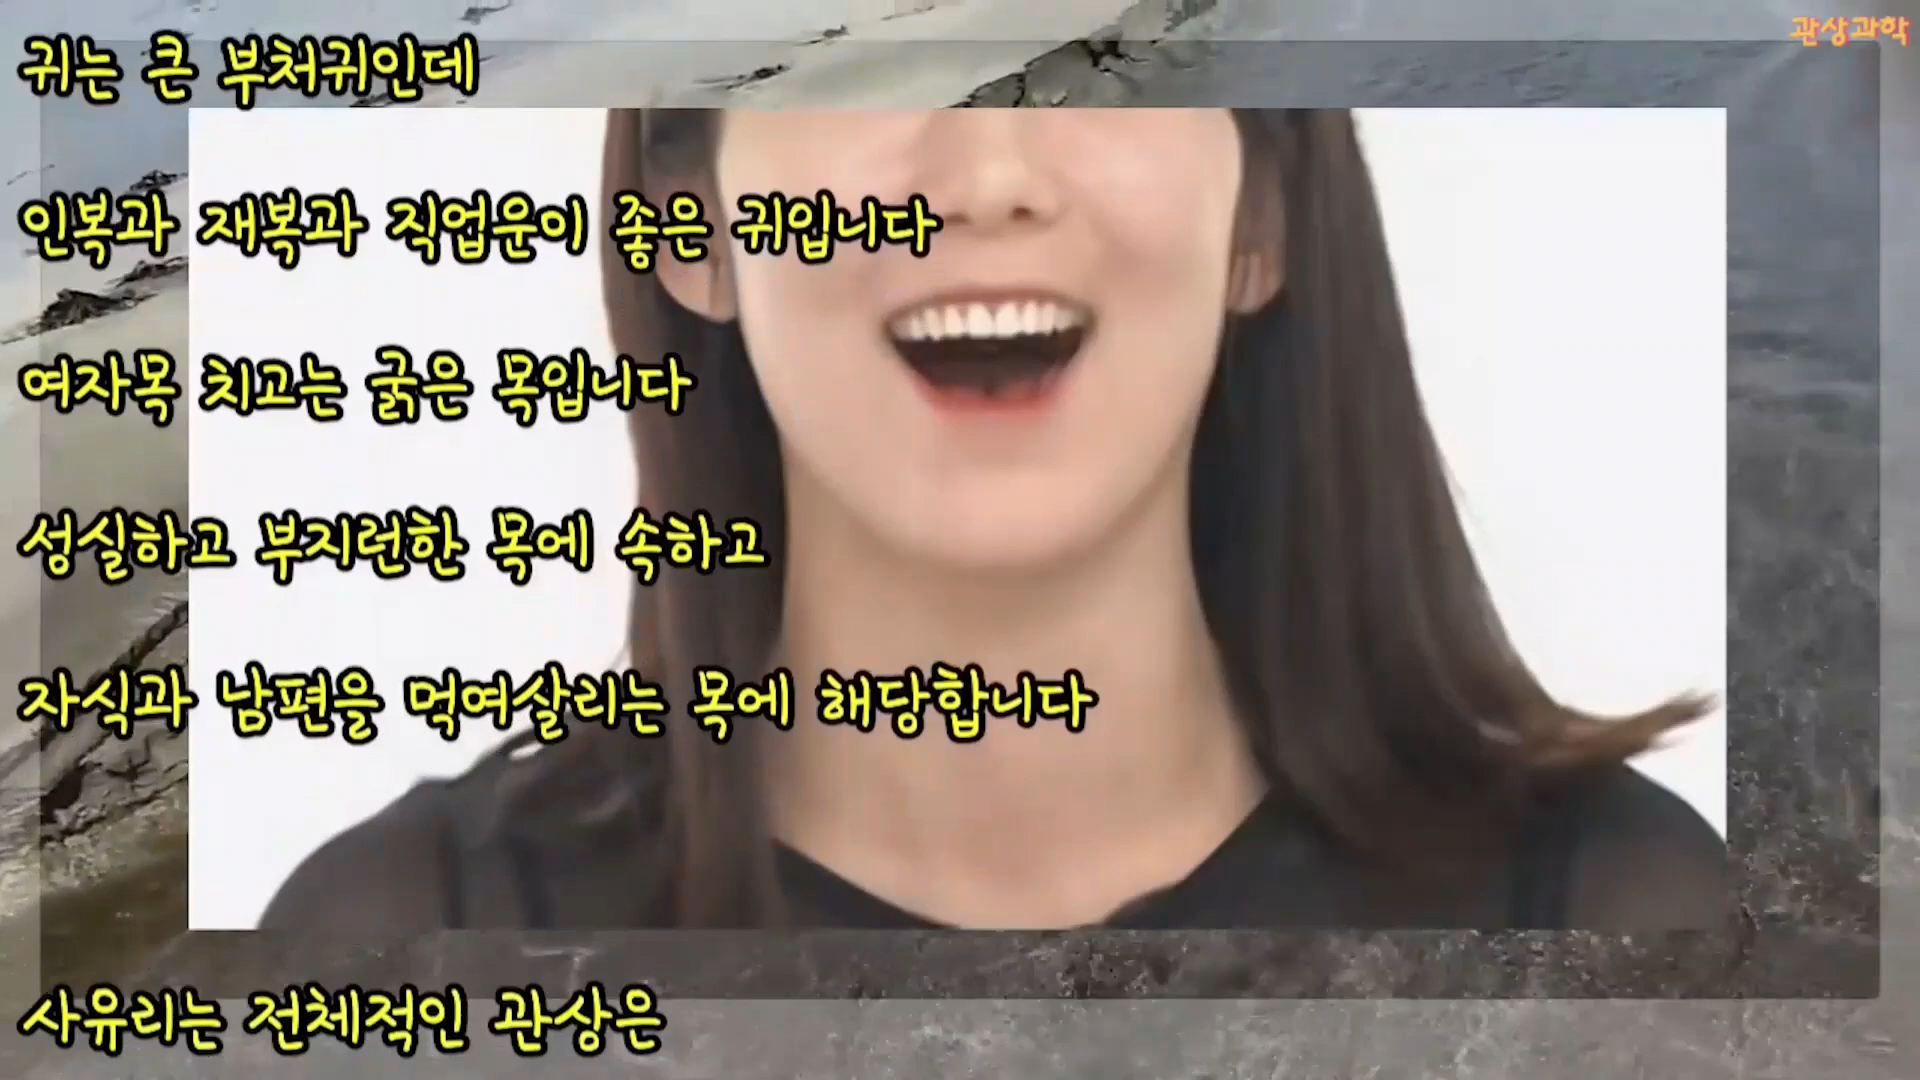 관상과학
귀는 큰 부처귀인데
인복과 재복과 직업운이 좋은 귀입니다
여자목 치고는 굵은 목입니다
성실하고 부지런한 목에 속하고
자식과 남편을 먹여살리는 목에 해당합니다
사유리는 전체적인 관상은